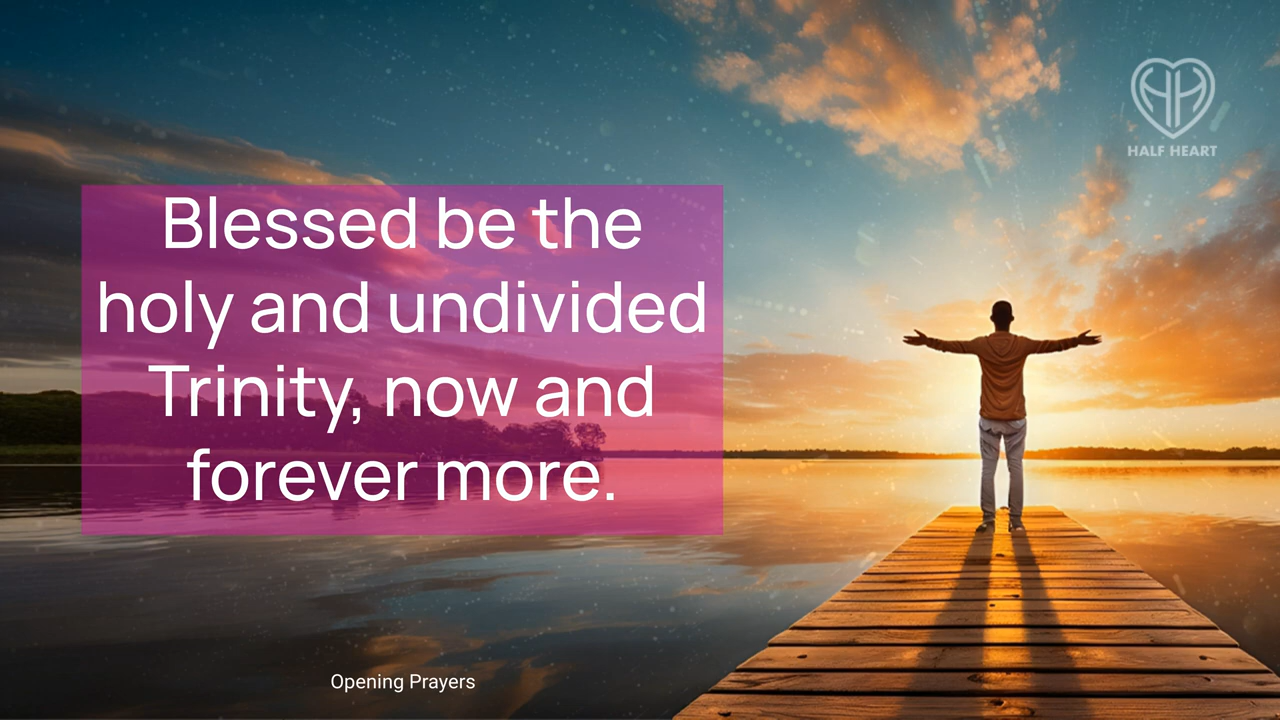 HALF HEART
Blessed be the
holy and undivided
Trinity, now and
forever more.
Opening Prayers